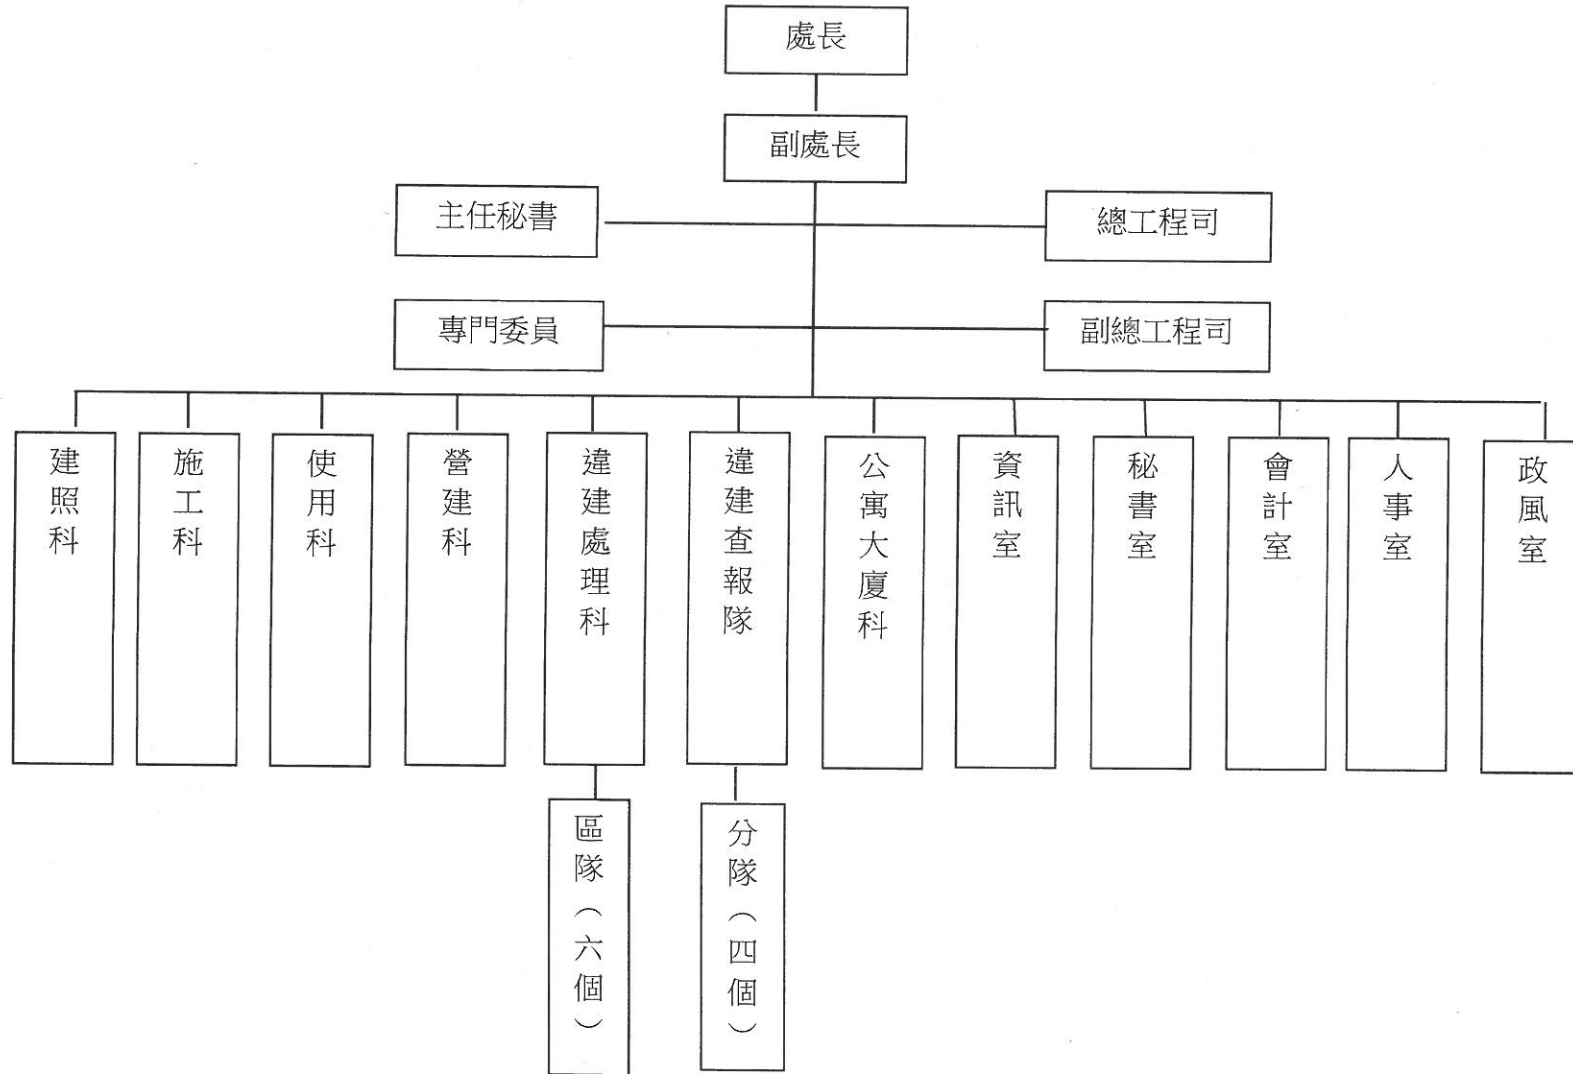 處長
副處長
主任秘書
總工程司
專門委員
副總工程司
建照科
施工科
使用科
營建科
違建處理科
違建查報隊
公寓大廈科
資訊室
秘書室
會計室
人事室
政風室
區隊（六個）
分隊（四個）